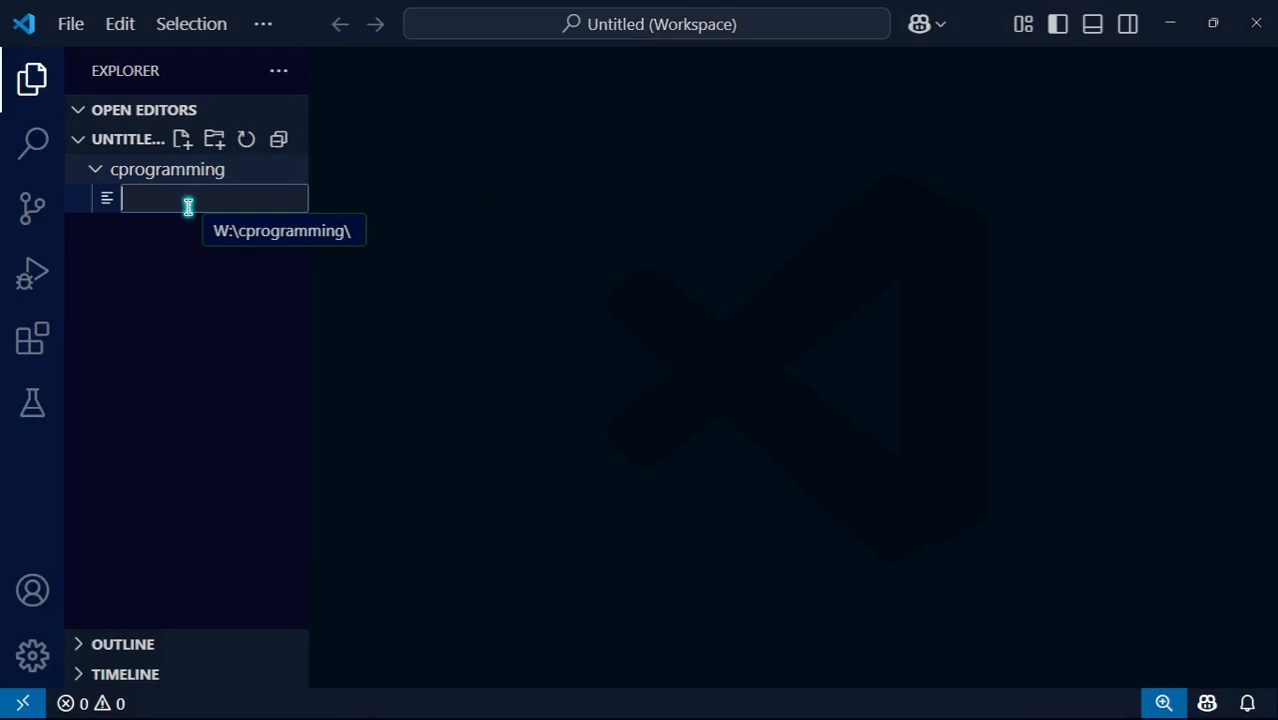 File Edit Selection ··· Untitled (Workspace)
EXPLORER ···
OPEN EDITORS
UNTITLE...
cprogramming
W:\cprogramming\
OUTLINE
TIMELINE
0 0